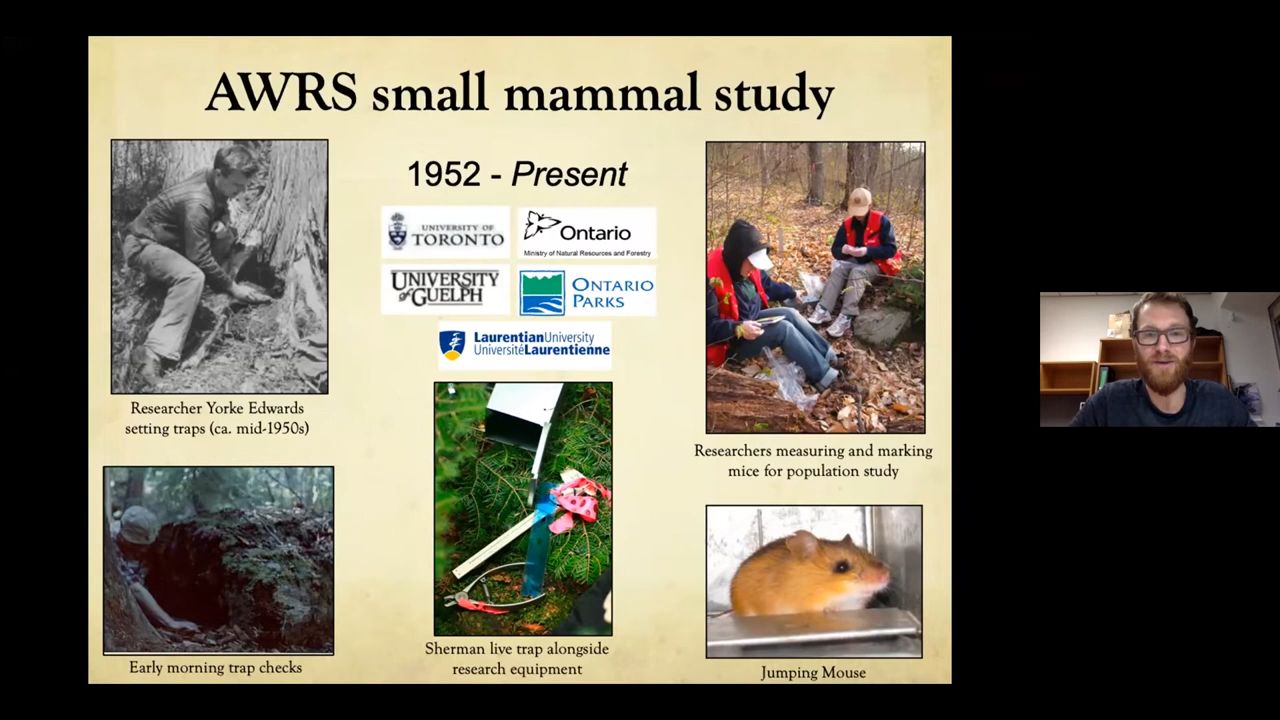 AWRS small mammal study
1952 - Present
UNIVERSITY OF
TORONTO
Ontario
Ministry of Natural Resources and Forestry
UNIVERSITY
of GUELPH
ONTARIO
PARKS
LaurentianUniversity
UniversitéLaurentienne
Researcher Yorke Edwards
setting traps (ca. mid-1950s)
Researchers measuring and marking
mice for population study
Early morning trap checks
Sherman live trap alongside
research equipment
Jumping Mouse